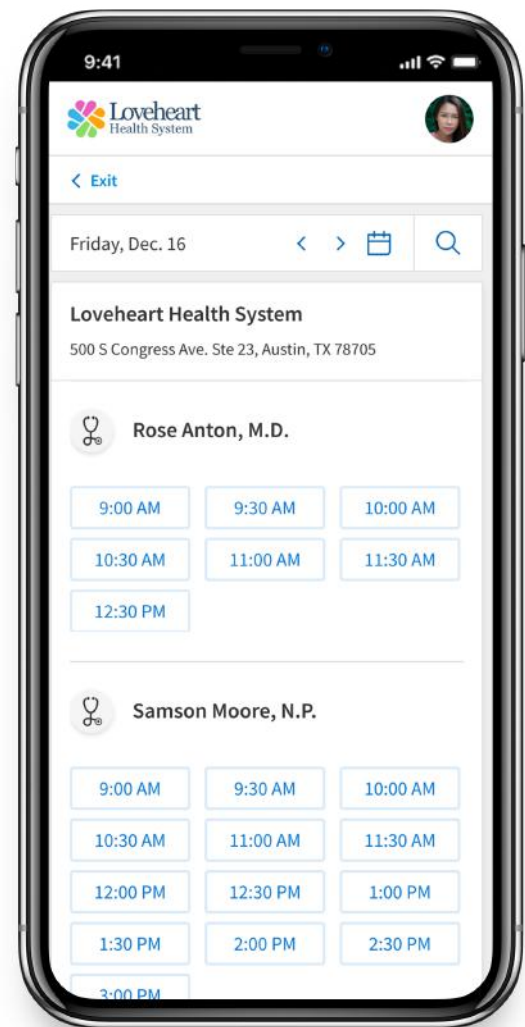 9:41
Loveheart
Health System
Exit
Friday, Dec. 16
Loveheart Health System
500 S Congress Ave. Ste 23, Austin, TX 78705
Rose Anton, M.D.
9:00 AM 9:30 AM 10:00 AM
10:30 AM 11:00 AM 11:30 AM
12:30 PM
Samson Moore, N.P.
9:00 AM 9:30 AM 10:00 AM
10:30 AM 11:00 AM 11:30 AM
12:00 PM 12:30 PM 1:00 PM
1:30 PM 2:00 PM 2:30 PM
3:00 PM